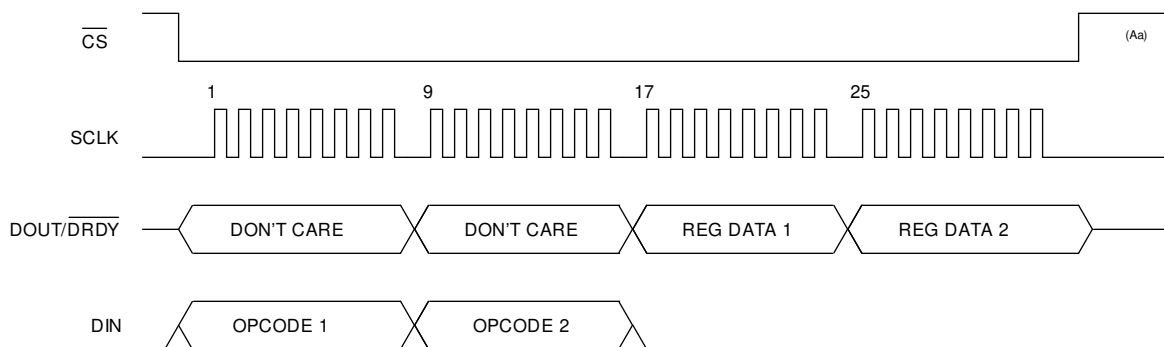 CS
(Aa)
1 9 17 25
SCLK
DOUT/DRDY DON'T CARE DON'T CARE REG DATA 1 REG DATA 2
DIN OPCODE 1 OPCODE 2